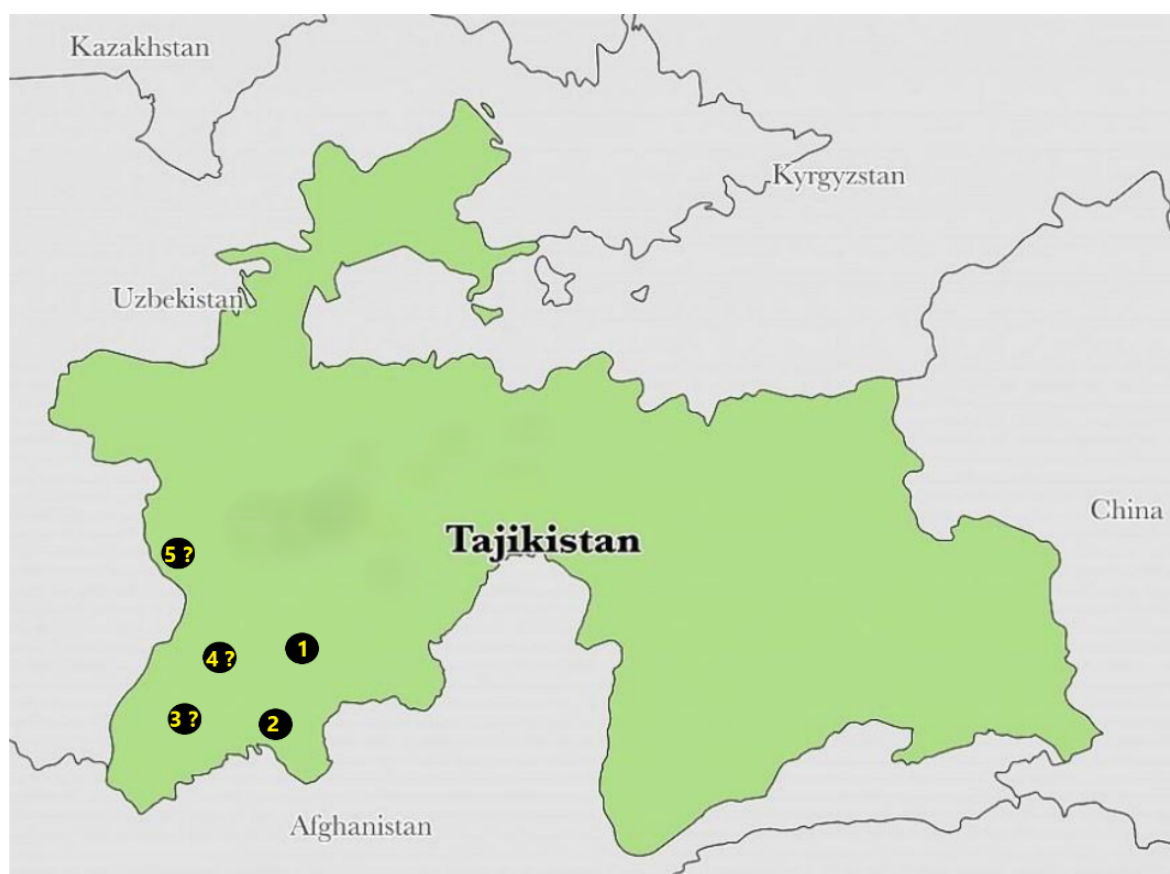 Kazakhstan
Kyrgyzstan
Uzbekistan
China
Tajikistan
5 ?
1
4 ?
3 ?
2
Afghanistan